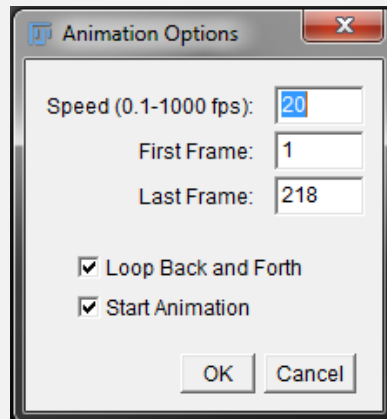 Animation Options
Speed (0.1-1000 fps): 20
First Frame: 1
Last Frame: 218
Loop Back and Forth
Start Animation
OK Cancel